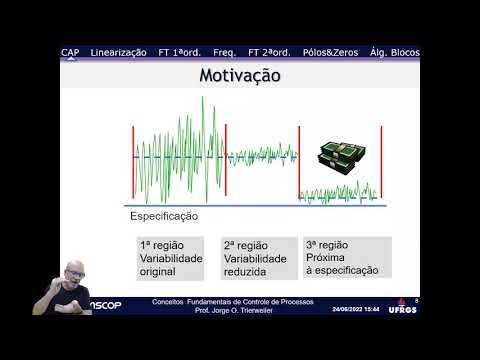 CAP Linearização FT 1ªord. Freq. FT 2ªord. Pólos&Zeros Álg. Blocos
Motivação
Especificação
1ª região
Variabilidade
original
2ª região
Variabilidade
reduzida
3ª região
Próxima
à especificação
Conceitos Fundamentais de Controle de Processos
Prof. Jorge O. Trierweiler
24/06/2022 15:44
8
UFRGS